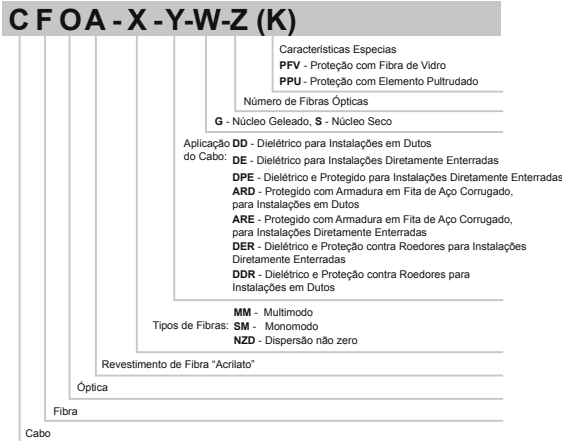 C F O A - X - Y-W-Z (K)
Características Especias
PFV - Proteção com Fibra de Vidro
PPU - Proteção com Elemento Pultrudado
Número de Fibras Ópticas
G - Núcleo Geleado, S - Núcleo Seco
Aplicação DD - Dielétrico para Instalações em Dutos
do Cabo: DE - Dielétrico para Instalações Diretamente Enterradas
DPE - Dielétrico e Protegido para Instalações Diretamente Enterradas
ARD - Protegido com Armadura em Fita de Aço Corrugado,
para Instalações em Dutos
ARE - Protegido com Armadura em Fita de Aço Corrugado,
para Instalações Diretamente Enterradas
DER - Dielétrico e Proteção contra Roedores para Instalações
Diretamente Enterradas
DDR - Dielétrico e Proteção contra Roedores para
Instalações em Dutos
MM - Multimodo
Tipos de Fibras: SM - Monomodo
NZD - Dispersão não zero
Revestimento de Fibra “Acrilato”
Óptica
Fibra
Cabo